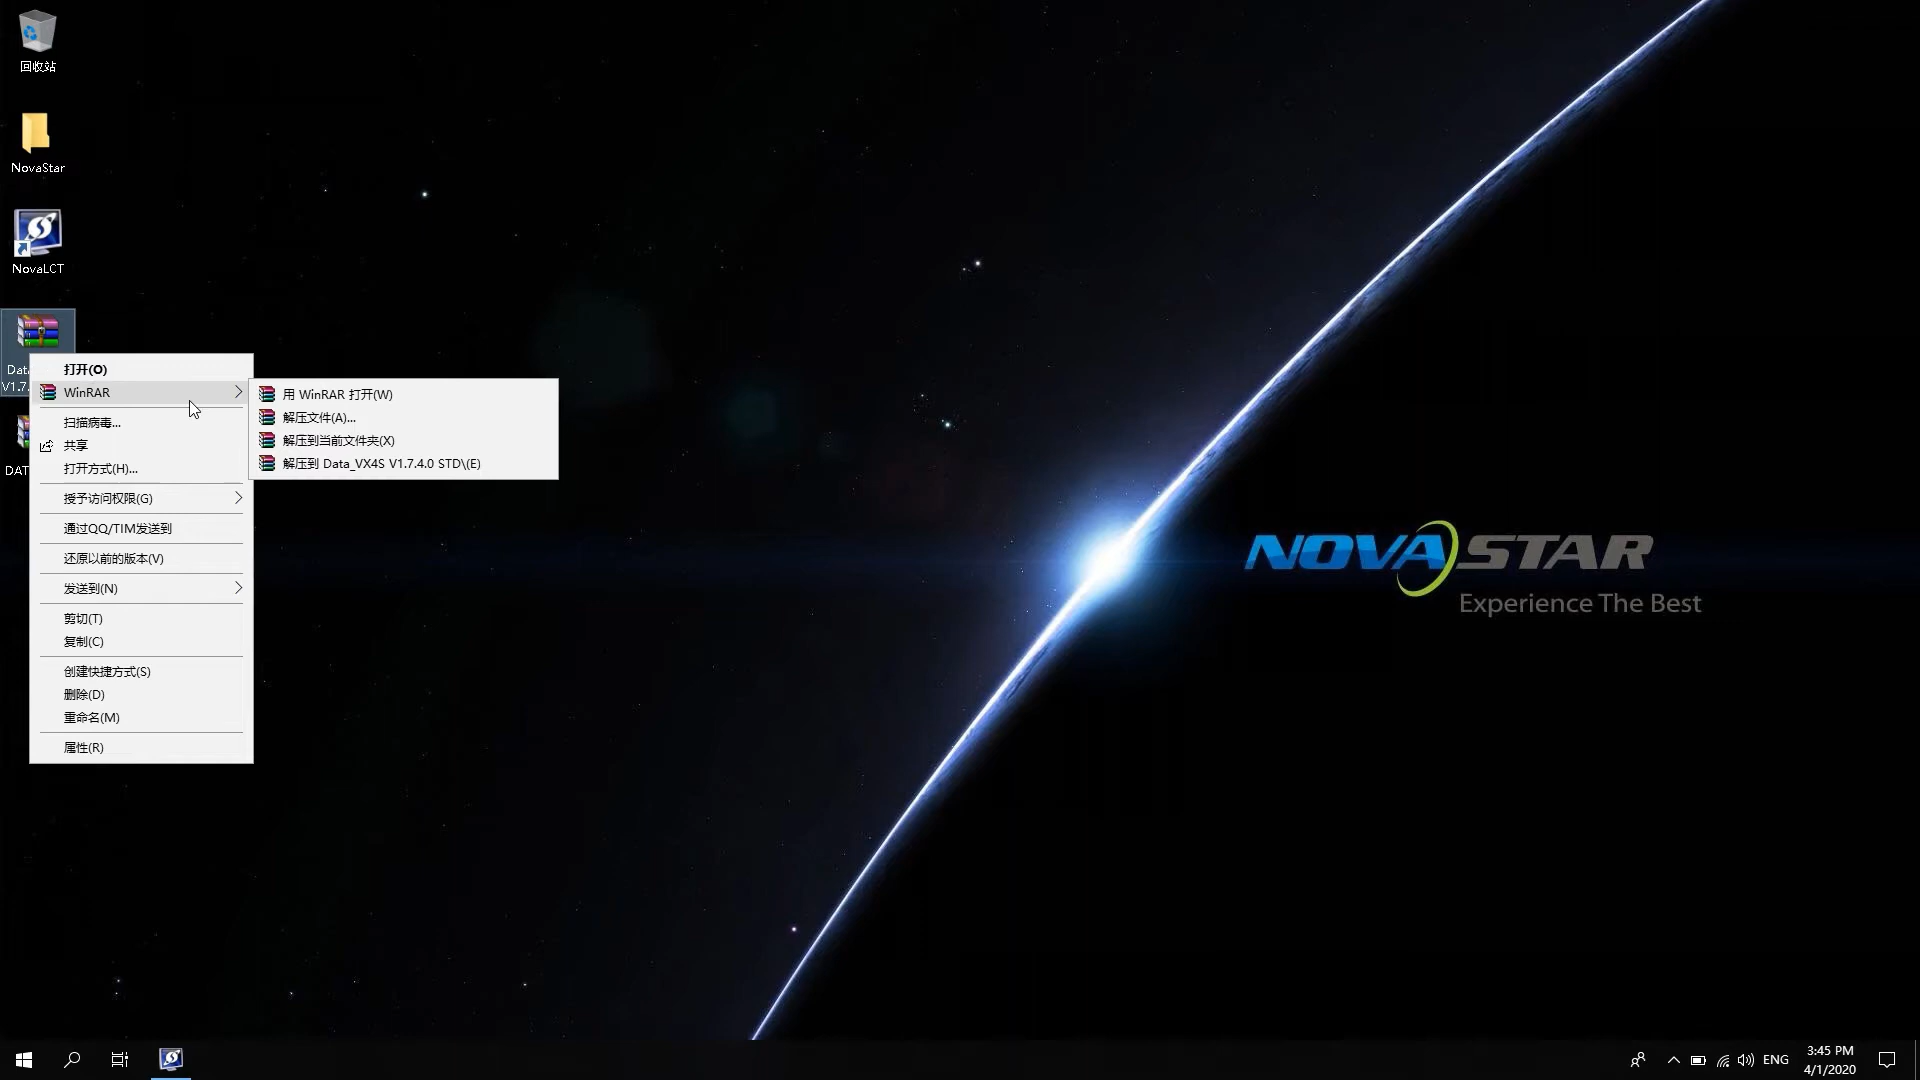 回收站
NovaStar
NovaLCT
Data
V1.7.
DAT
打开(O)
WinRAR
扫描病毒...
共享
打开方式(H)...
授予访问权限(G)
通过QQ/TIM发送到
还原以前的版本(V)
发送到(N)
剪切(T)
复制(C)
创建快捷方式(S)
删除(D)
重命名(M)
属性(R)
用 WinRAR 打开(W)
解压文件(A)...
解压到当前文件夹(X)
解压到 Data_VX4S V1.7.4.0 STD\(E)
NOVASTAR
Experience The Best
ENG
3:45 PM
4/1/2020